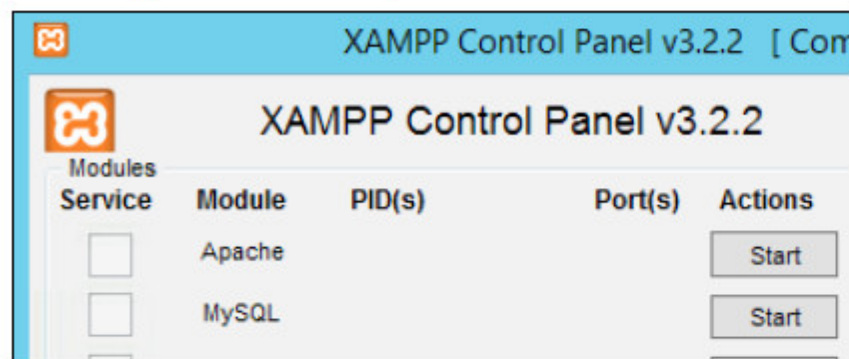 XAMPP Control Panel v3.2.2 [ Com
XAMPP Control Panel v3.2.2
Modules
Service Module PID(s) Port(s) Actions
Apache Start
MySQL Start